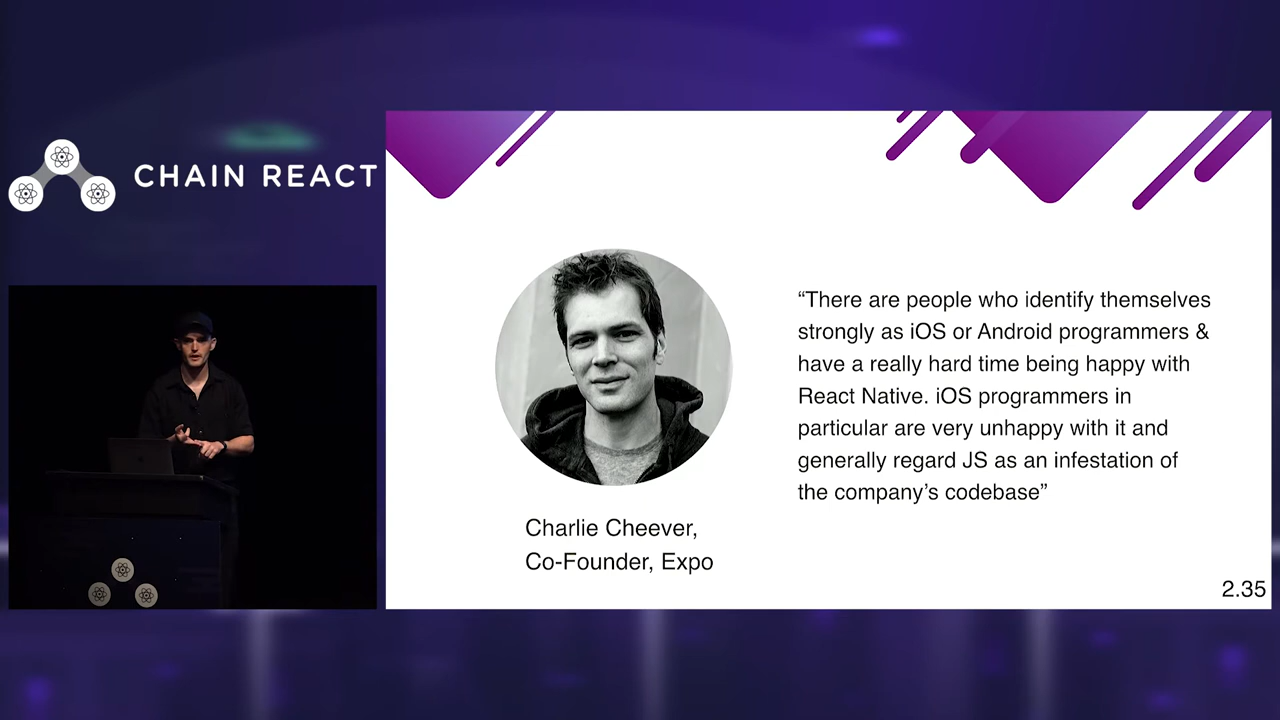 CHAIN REACT
“There are people who identify themselves
strongly as iOS or Android programmers &
have a really hard time being happy with
React Native. iOS programmers in
particular are very unhappy with it and
generally regard JS as an infestation of
the company’s codebase”
Charlie Cheever,
Co-Founder, Expo
2.35